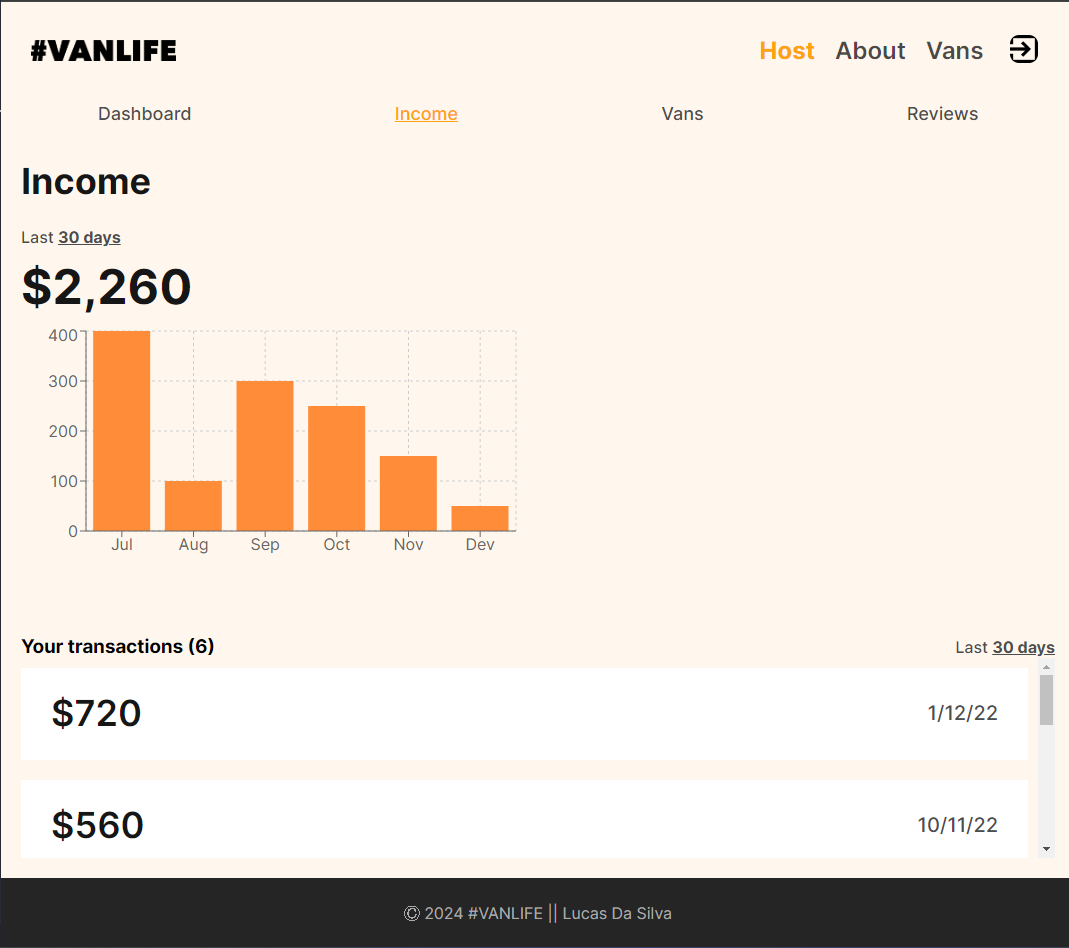 #VANLIFE
Host About Vans
Dashboard Income Vans Reviews
Income
Last 30 days
$2,260
400
300
200
100
0
Jul Aug Sep Oct Nov Dev
Your transactions (6) Last 30 days
$720 1/12/22
$560 10/11/22
© 2024 #VANLIFE || Lucas Da Silva